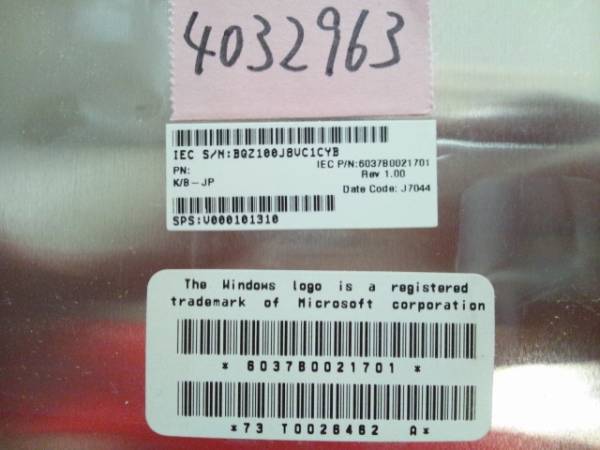 4032963
IEC S/N:BQZ100J8VC1CYB
PN: IEC P/N:6037B0021701
K/B-JP Rev 1.00
Date Code: J7044
SPS:V000101310
The Windows logo is a registered
trademark of Microsoft corporation
* 6037B0021701 *
*73 T0026462 A*